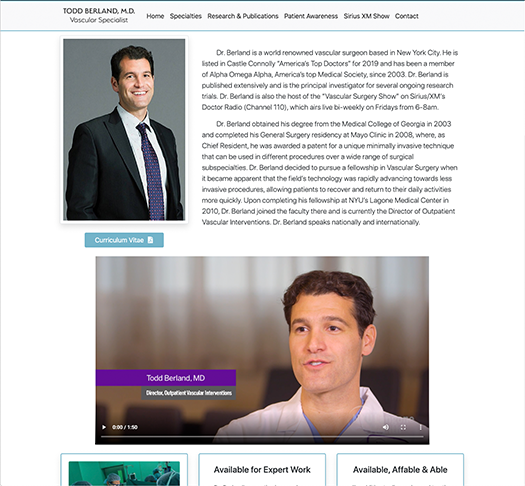 TODD BERLAND, M.D.
Vascular Specialist
Home Specialties Research & Publications Patient Awareness Sirius XM Show Contact
Dr. Berland is a world renowned vascular surgeon based in New York City. He is
listed in Castle Connolly "America's Top Doctors" for 2019 and has been a member
of Alpha Omega Alpha, America's top Medical Society, since 2003. Dr. Berland is
published extensively and is the principal investigator for several ongoing research
trials. Dr. Berland is also the host of the "Vascular Surgery Show" on Sirius/XM's
Doctor Radio (Channel 110), which airs live bi-weekly on Fridays from 6-8am.
Dr. Berland obtained his degree from the Medical College of Georgia in 2003
and completed his General Surgery residency at Mayo Clinic in 2008, where, as
Chief Resident, he was awarded a patent for a unique minimally invasive technique
that can be used in different procedures over a wide range of surgical
subspecialties. Dr. Berland decided to pursue a fellowship in Vascular Surgery when
it became apparent that the field's technology was rapidly advancing towards less
invasive procedures, allowing patients to recover and return to their daily activities
more quickly. Upon completing his fellowship at NYU's Lagone Medical Center in
2010, Dr. Berland joined the faculty there and is currently the Director of Outpatient
Vascular Interventions. Dr. Berland speaks nationally and internationally.
Curriculum Vitae
Todd Berland, MD
Director, Outpatient Vascular Interventions
0:00 / 1:50
Available for Expert Work
Available, Affable & Able